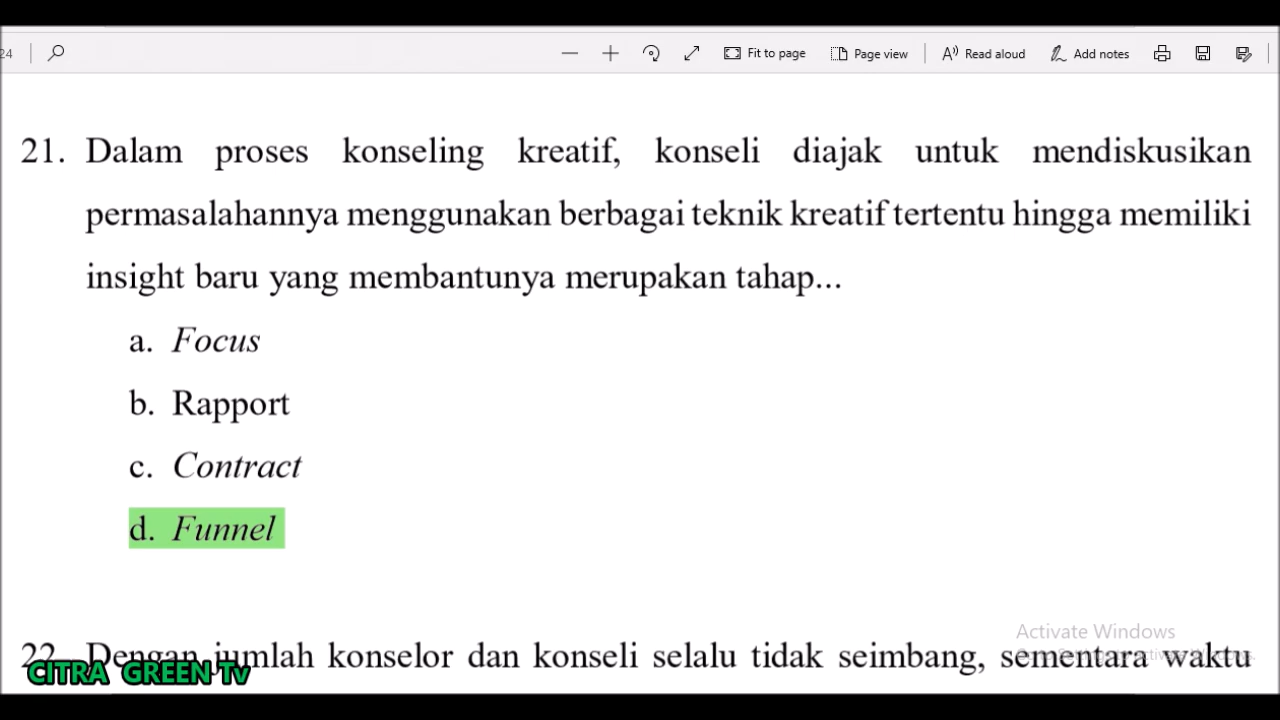 24 Fit to page Page view Read aloud Add notes
21. Dalam proses konseling kreatif, konseli diajak untuk mendiskusikan
permasalahannya menggunakan berbagai teknik kreatif tertentu hingga memiliki
insight baru yang membantunya merupakan tahap...
a. Focus
b. Rapport
c. Contract
d. Funnel
Activate Windows
22. Dengan jumlah konselor dan konseli selalu tidak seimbang, sementara waktu
CITRA GREEN Tv